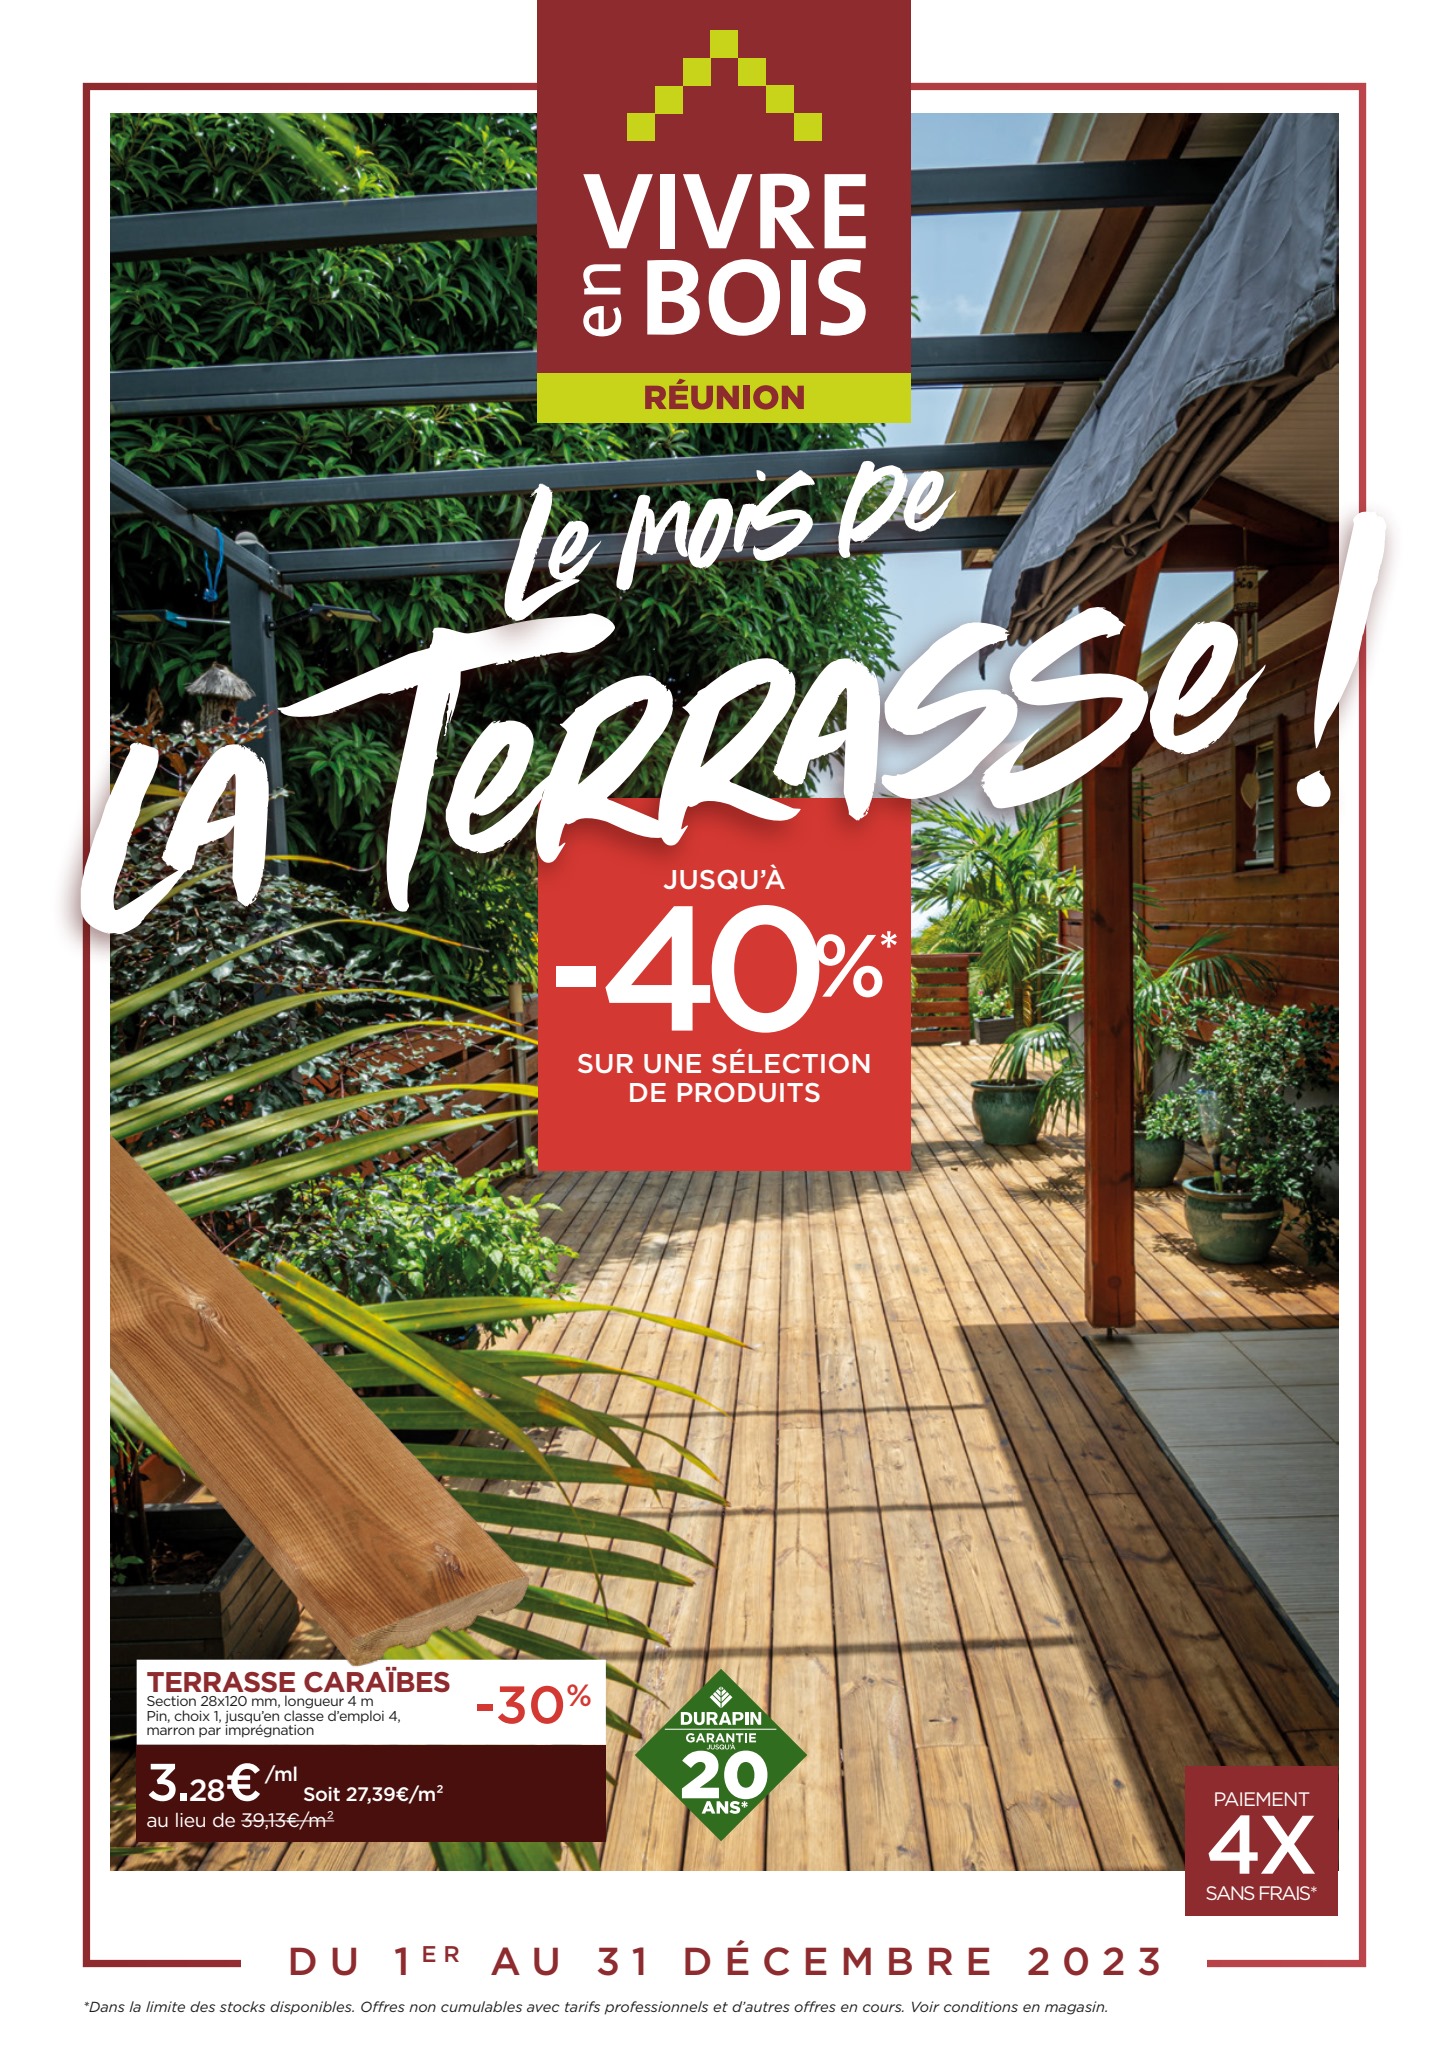 VIVRE
en BOIS
RÉUNION
Le mois de
LA TERRASSE !
JUSQU'À
-40%*
SUR UNE SÉLECTION
DE PRODUITS
TERRASSE CARAÏBES
Section 28x120 mm, longueur 4 m
Pin, choix 1, jusqu'en classe d'emploi 4,
marron par imprégnation
-30%
3.28€/ml Soit 27,39€/m²
au lieu de 39,13€/m²
DURAPIN
GARANTIE
JUSQU'À
20
ANS*
PAIEMENT
4X
SANS FRAIS*
DU 1ER AU 31 DÉCEMBRE 2023
*Dans la limite des stocks disponibles. Offres non cumulables avec tarifs professionnels et d'autres offres en cours. Voir conditions en magasin.